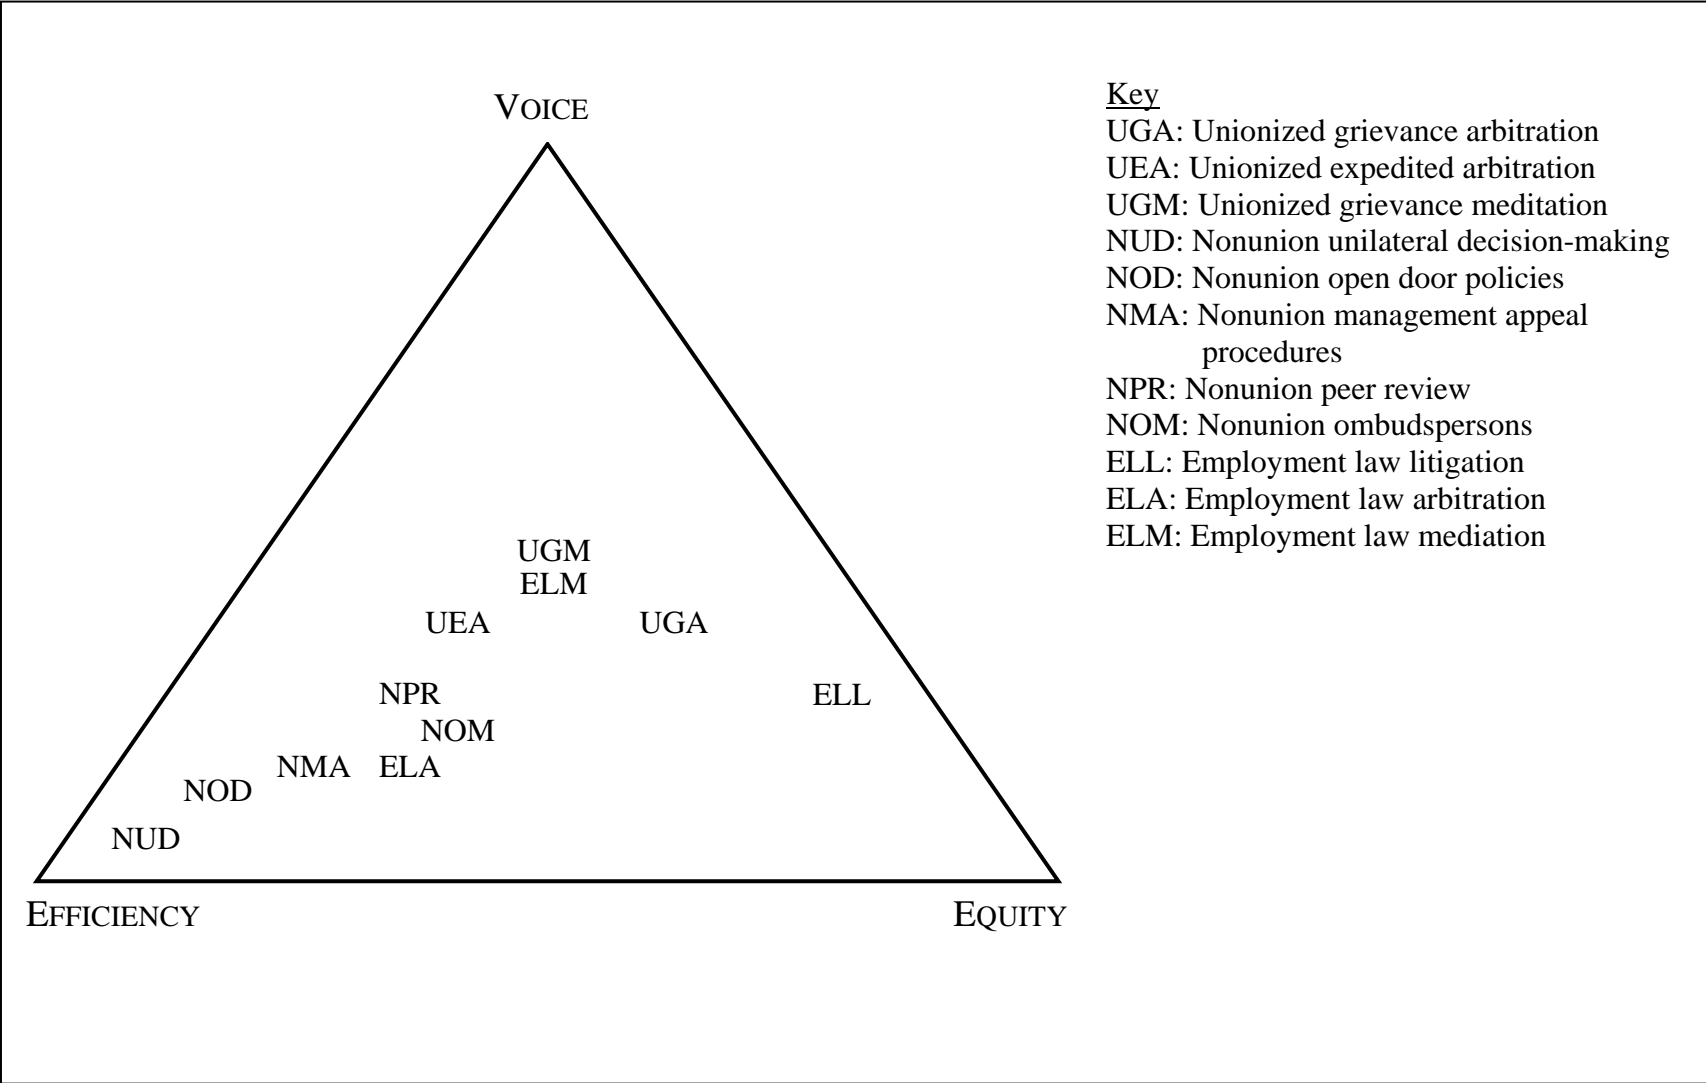 VOICE
UGM
ELM
UEA
UGA
NPR
ELL
NOM
NMA
ELA
NOD
NUD
EFFICIENCY
EQUITY
Key
UGA: Unionized grievance arbitration
UEA: Unionized expedited arbitration
UGM: Unionized grievance meditation
NUD: Nonunion unilateral decision-making
NOD: Nonunion open door policies
NMA: Nonunion management appeal
procedures
NPR: Nonunion peer review
NOM: Nonunion ombudspersons
ELL: Employment law litigation
ELA: Employment law arbitration
ELM: Employment law mediation